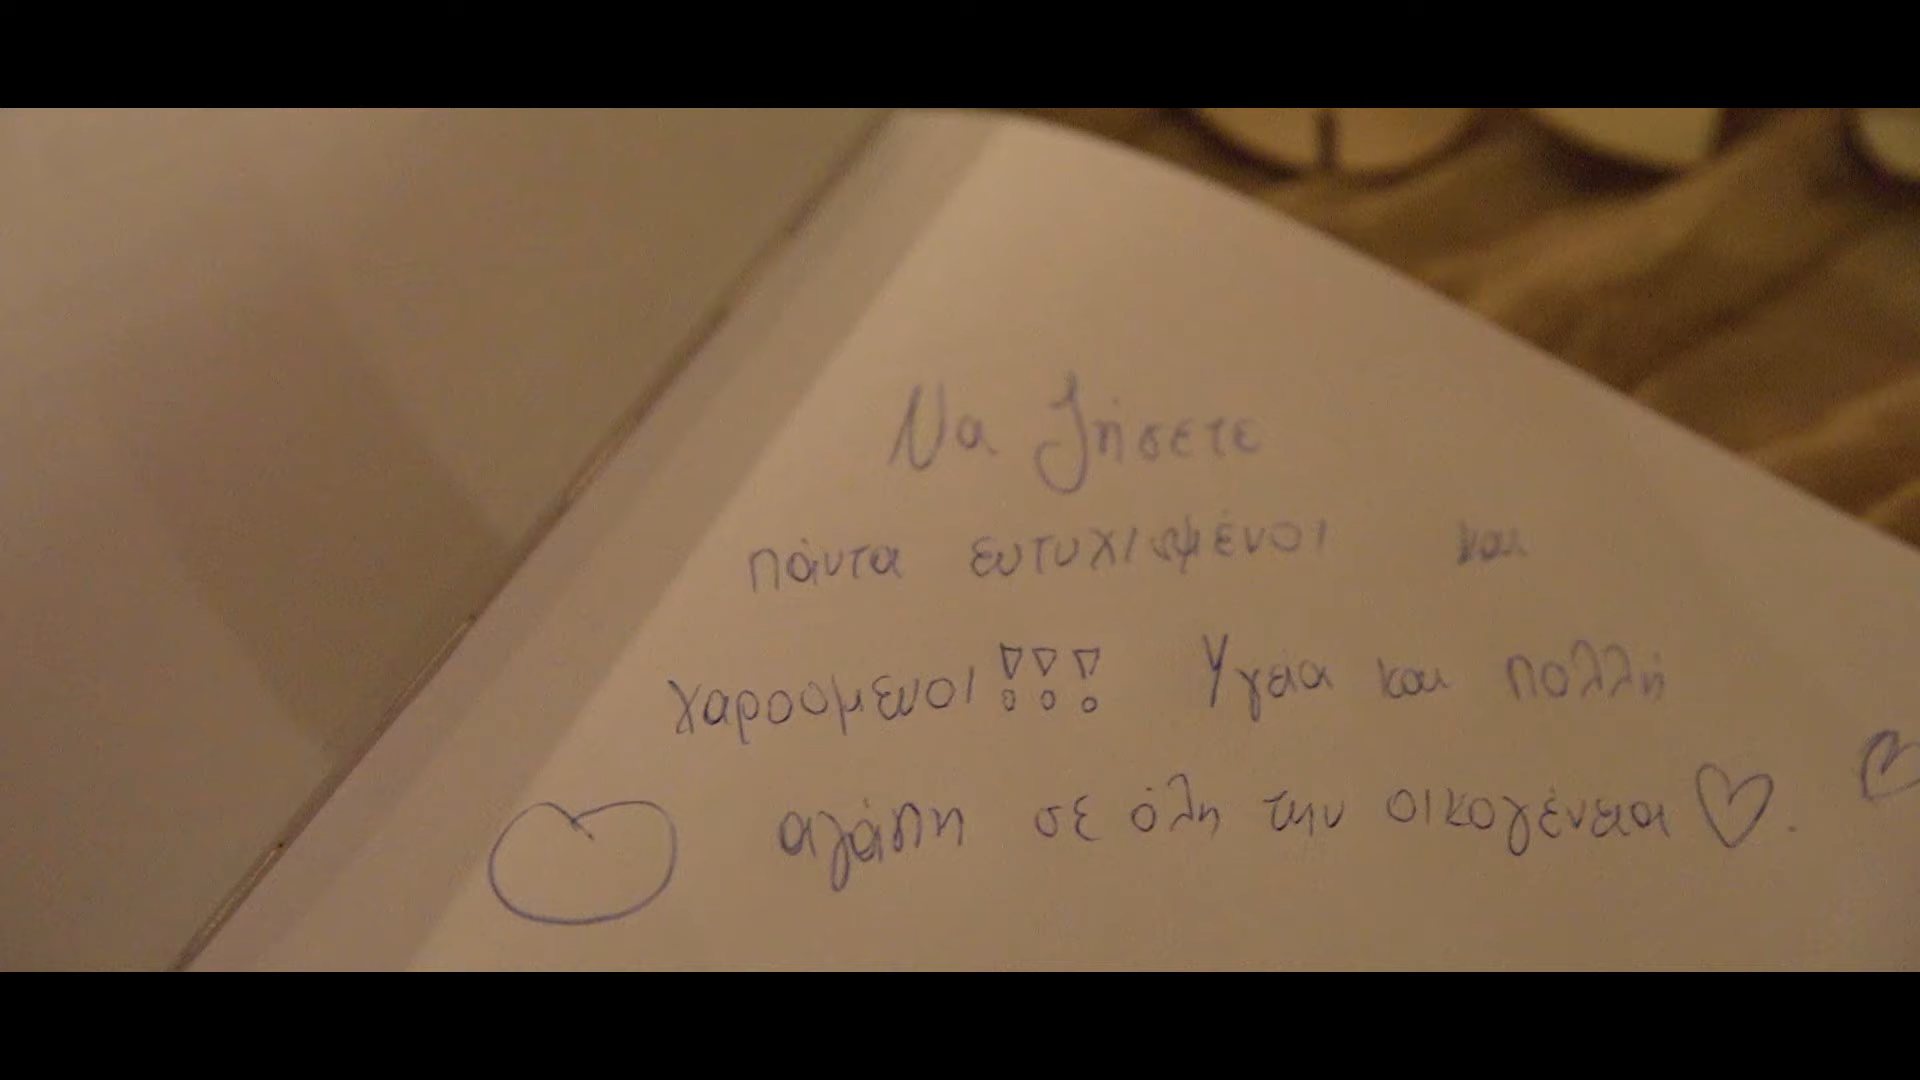 Να ζήσετε
πάντα ευτυχισμένοι και
χαρούμενοι!!! Υγεία και πολλή
αγάπη σε όλη την οικογένεια ♡.